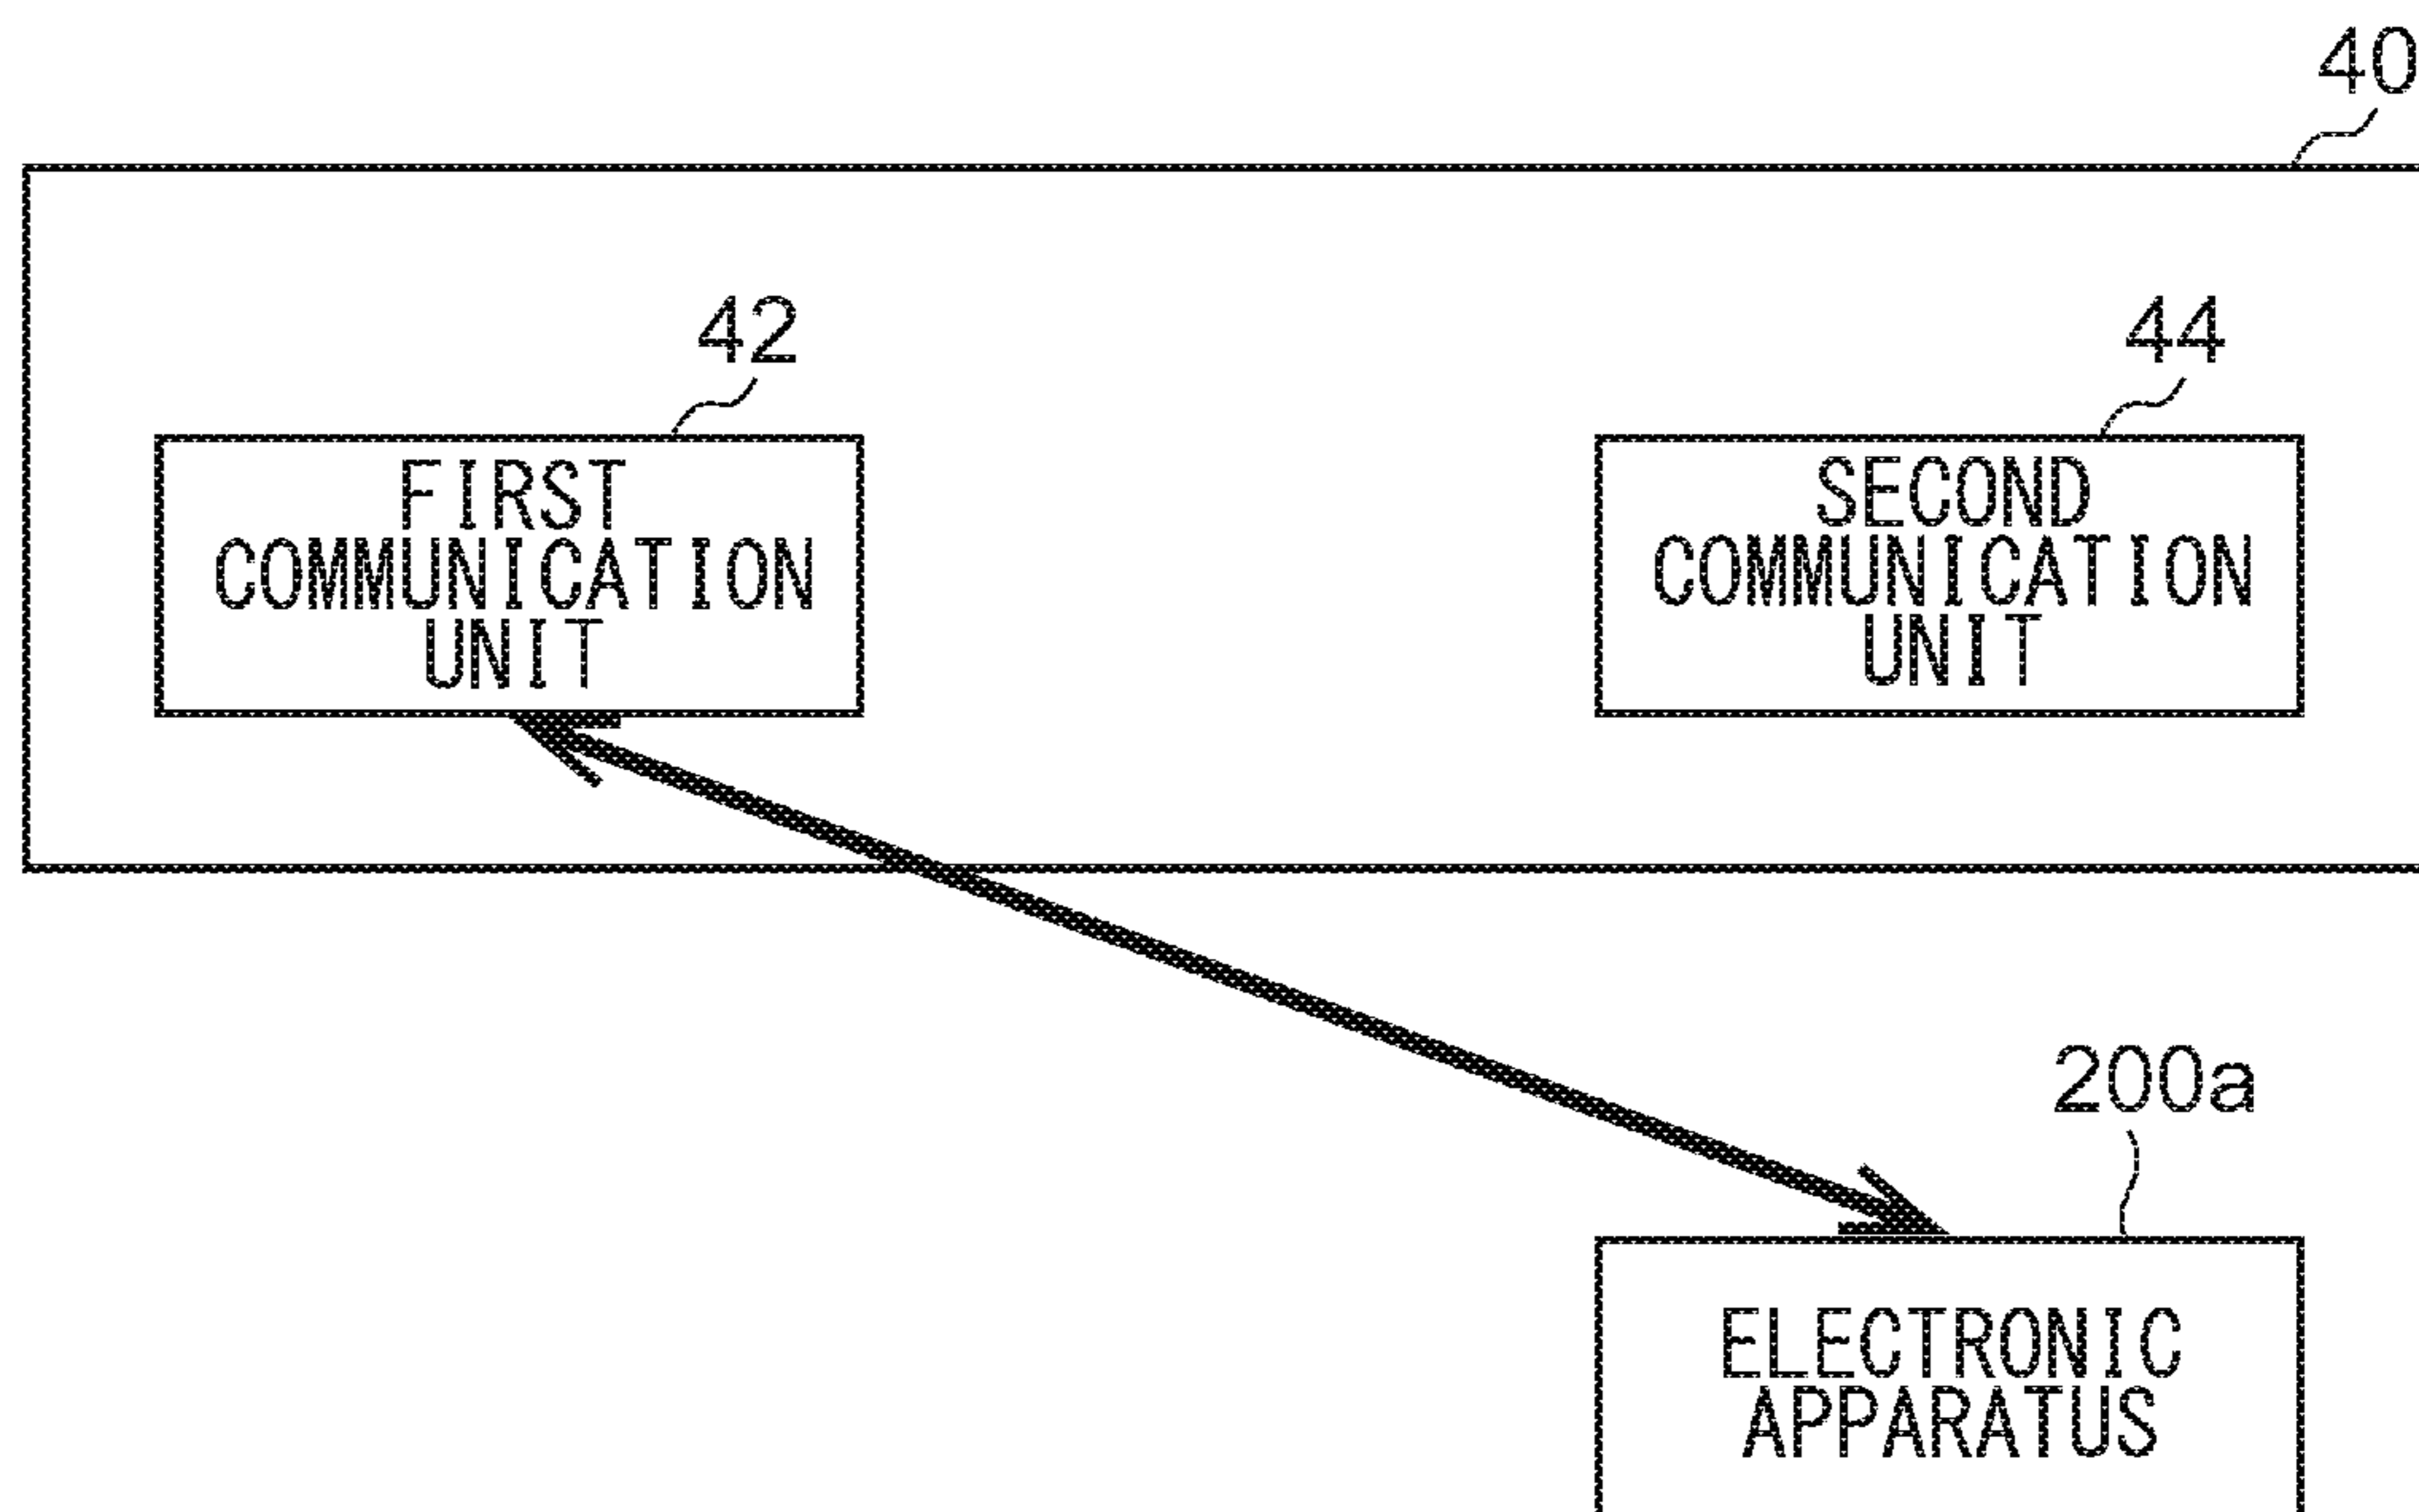 40
42
44
FIRST
COMMUNICATION
UNIT
SECOND
COMMUNICATION
UNIT
200a
ELECTRONIC
APPARATUS